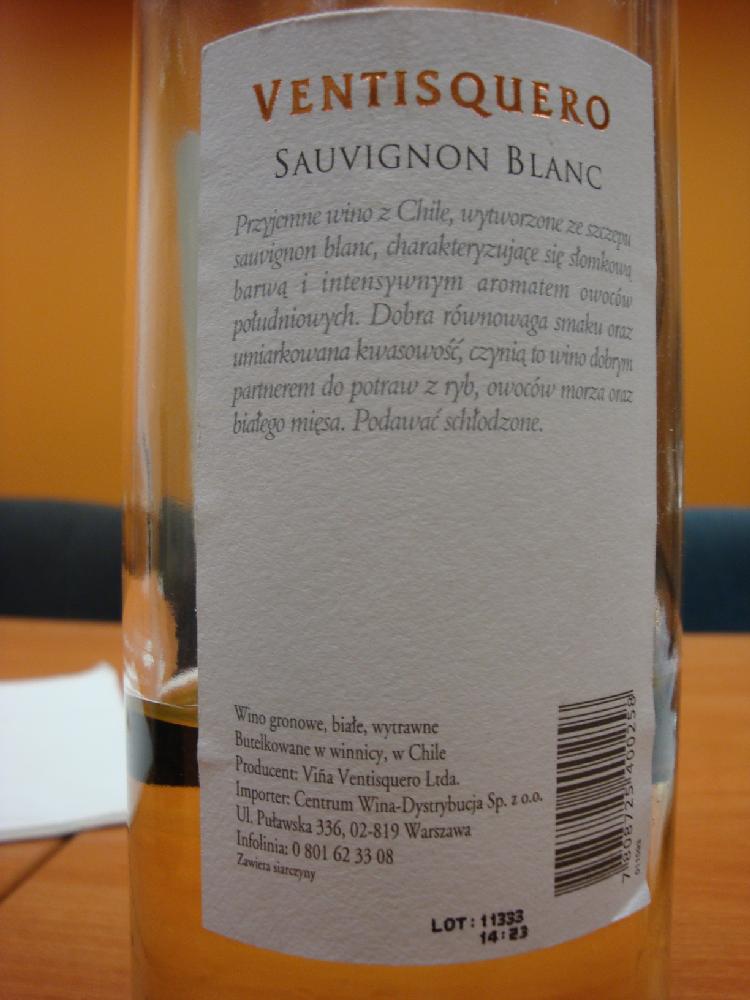 VENTISQUERO
SAUVIGNON BLANC
Przyjemne wino z Chile, wytworzone ze szczepu
sauvignon blanc, charakteryzujące się słomkową
barwą i intensywnym aromatem owoców
południowych. Dobra równowaga smaku oraz
umiarkowana kwasowość, czynią to wino dobrym
partnerem do potraw z ryb, owoców morza oraz
białego mięsa. Podawać schłodzone.
Wino gronowe, białe, wytrawne
Butelkowane w winnicy, w Chile
Producent: Viña Ventisquero Ltda.
Importer: Centrum Wina-Dystrybucja Sp. z o.o.
Ul. Puławska 336, 02-819 Warszawa
Infolinia: 0 801 62 33 08
Zawiera siarczyny
7 808725 400258
LOT: 11333
14:23